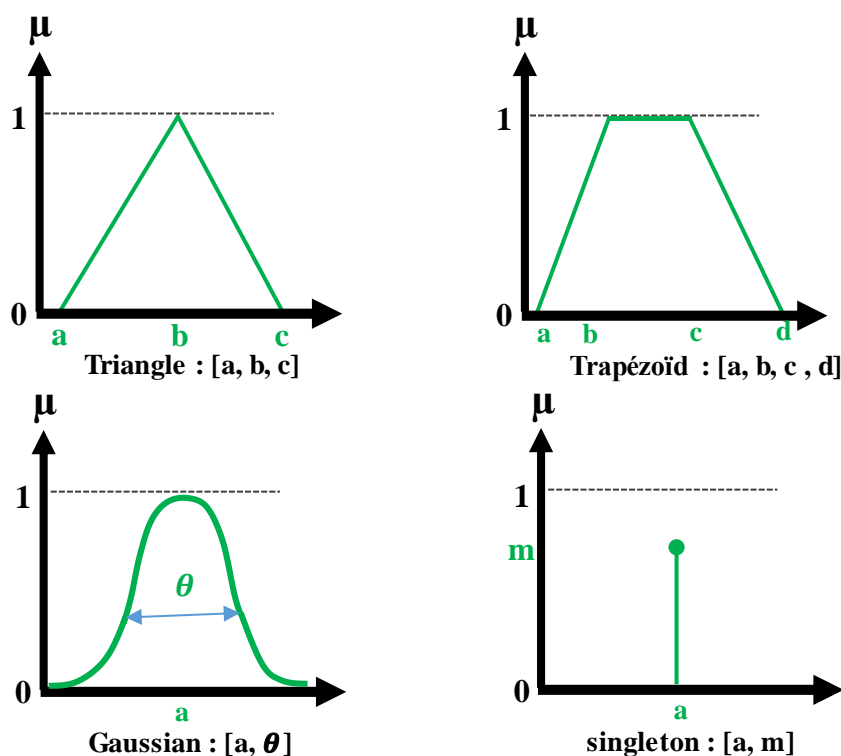 μ
1
0
a b c
Triangle : [a, b, c]
μ
1
0
a b c d
Trapézoïd : [a, b, c , d]
μ
1
θ
0
a
Gaussian : [a, θ]
μ
1
m
0
a
singleton : [a, m]